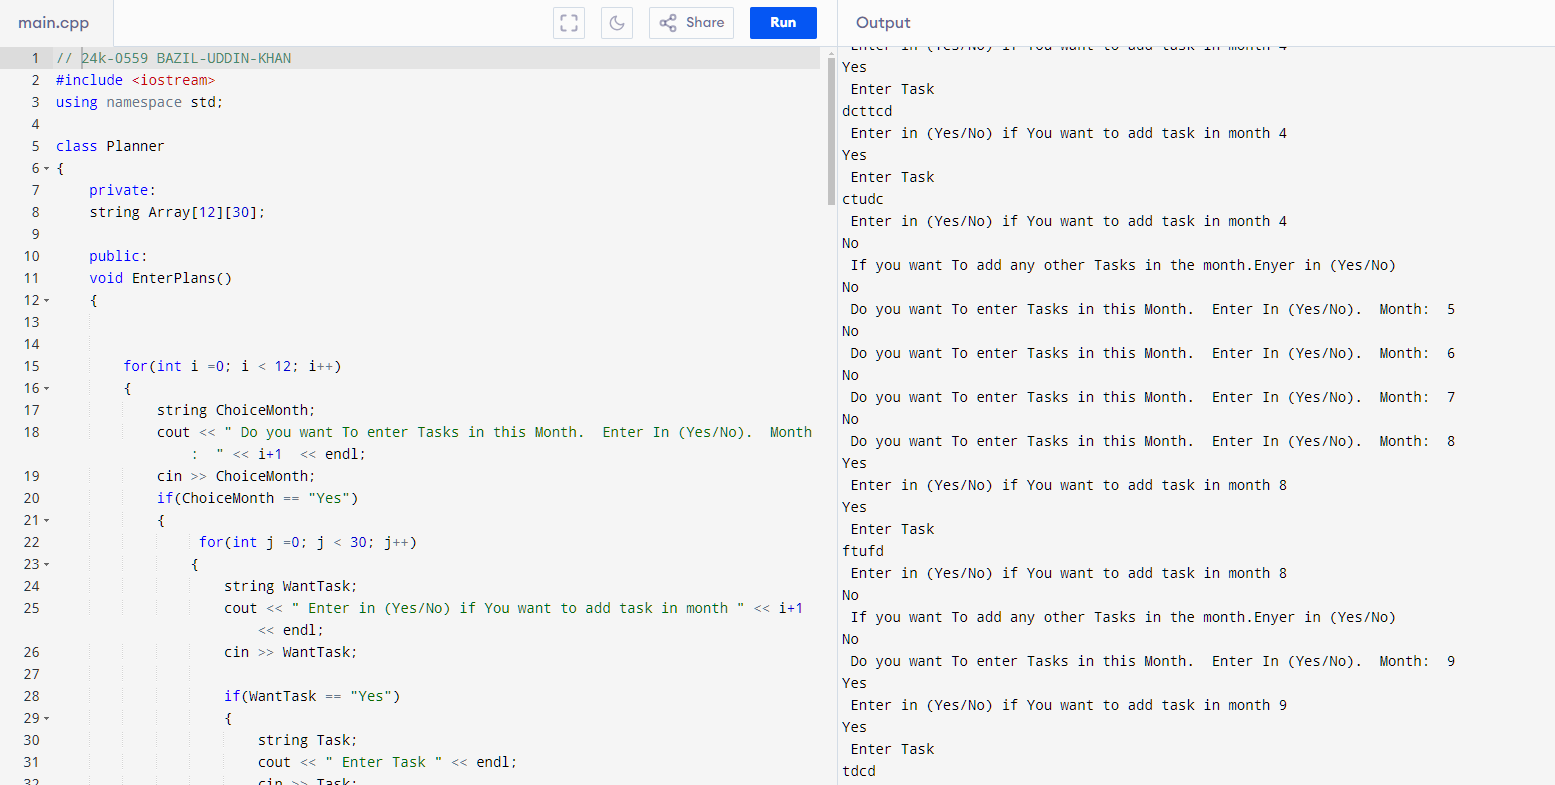 main.cpp
Share
Run
Output
1 // 24k-0559 BAZIL-UDDIN-KHAN
2 #include <iostream>
3 using namespace std;
4
5 class Planner
6 {
7 private:
8 string Array[12][30];
9
10 public:
11 void EnterPlans()
12 {
13
14
15 for(int i =0; i < 12; i++)
16 {
17 string ChoiceMonth;
18 cout << " Do you want To enter Tasks in this Month.  Enter In (Yes/No).  Month
:  " << i+1  << endl;
19 cin >> ChoiceMonth;
20 if(ChoiceMonth == "Yes")
21 {
22 for(int j =0; j < 30; j++)
23 {
24 string WantTask;
25 cout << " Enter in (Yes/No) if You want to add task in month " << i+1
<< endl;
26 cin >> WantTask;
27
28 if(WantTask == "Yes")
29 {
30 string Task;
31 cout << " Enter Task " << endl;
32 cin >> Task;
Enter in (Yes/No) if You want to add task in month 4
Yes
Enter Task
dcttcd
Enter in (Yes/No) if You want to add task in month 4
Yes
Enter Task
ctudc
Enter in (Yes/No) if You want to add task in month 4
No
If you want To add any other Tasks in the month.Enyer in (Yes/No)
No
Do you want To enter Tasks in this Month.  Enter In (Yes/No).  Month:  5
No
Do you want To enter Tasks in this Month.  Enter In (Yes/No).  Month:  6
No
Do you want To enter Tasks in this Month.  Enter In (Yes/No).  Month:  7
No
Do you want To enter Tasks in this Month.  Enter In (Yes/No).  Month:  8
Yes
Enter in (Yes/No) if You want to add task in month 8
Yes
Enter Task
ftufd
Enter in (Yes/No) if You want to add task in month 8
No
If you want To add any other Tasks in the month.Enyer in (Yes/No)
No
Do you want To enter Tasks in this Month.  Enter In (Yes/No).  Month:  9
Yes
Enter in (Yes/No) if You want to add task in month 9
Yes
Enter Task
tdcd